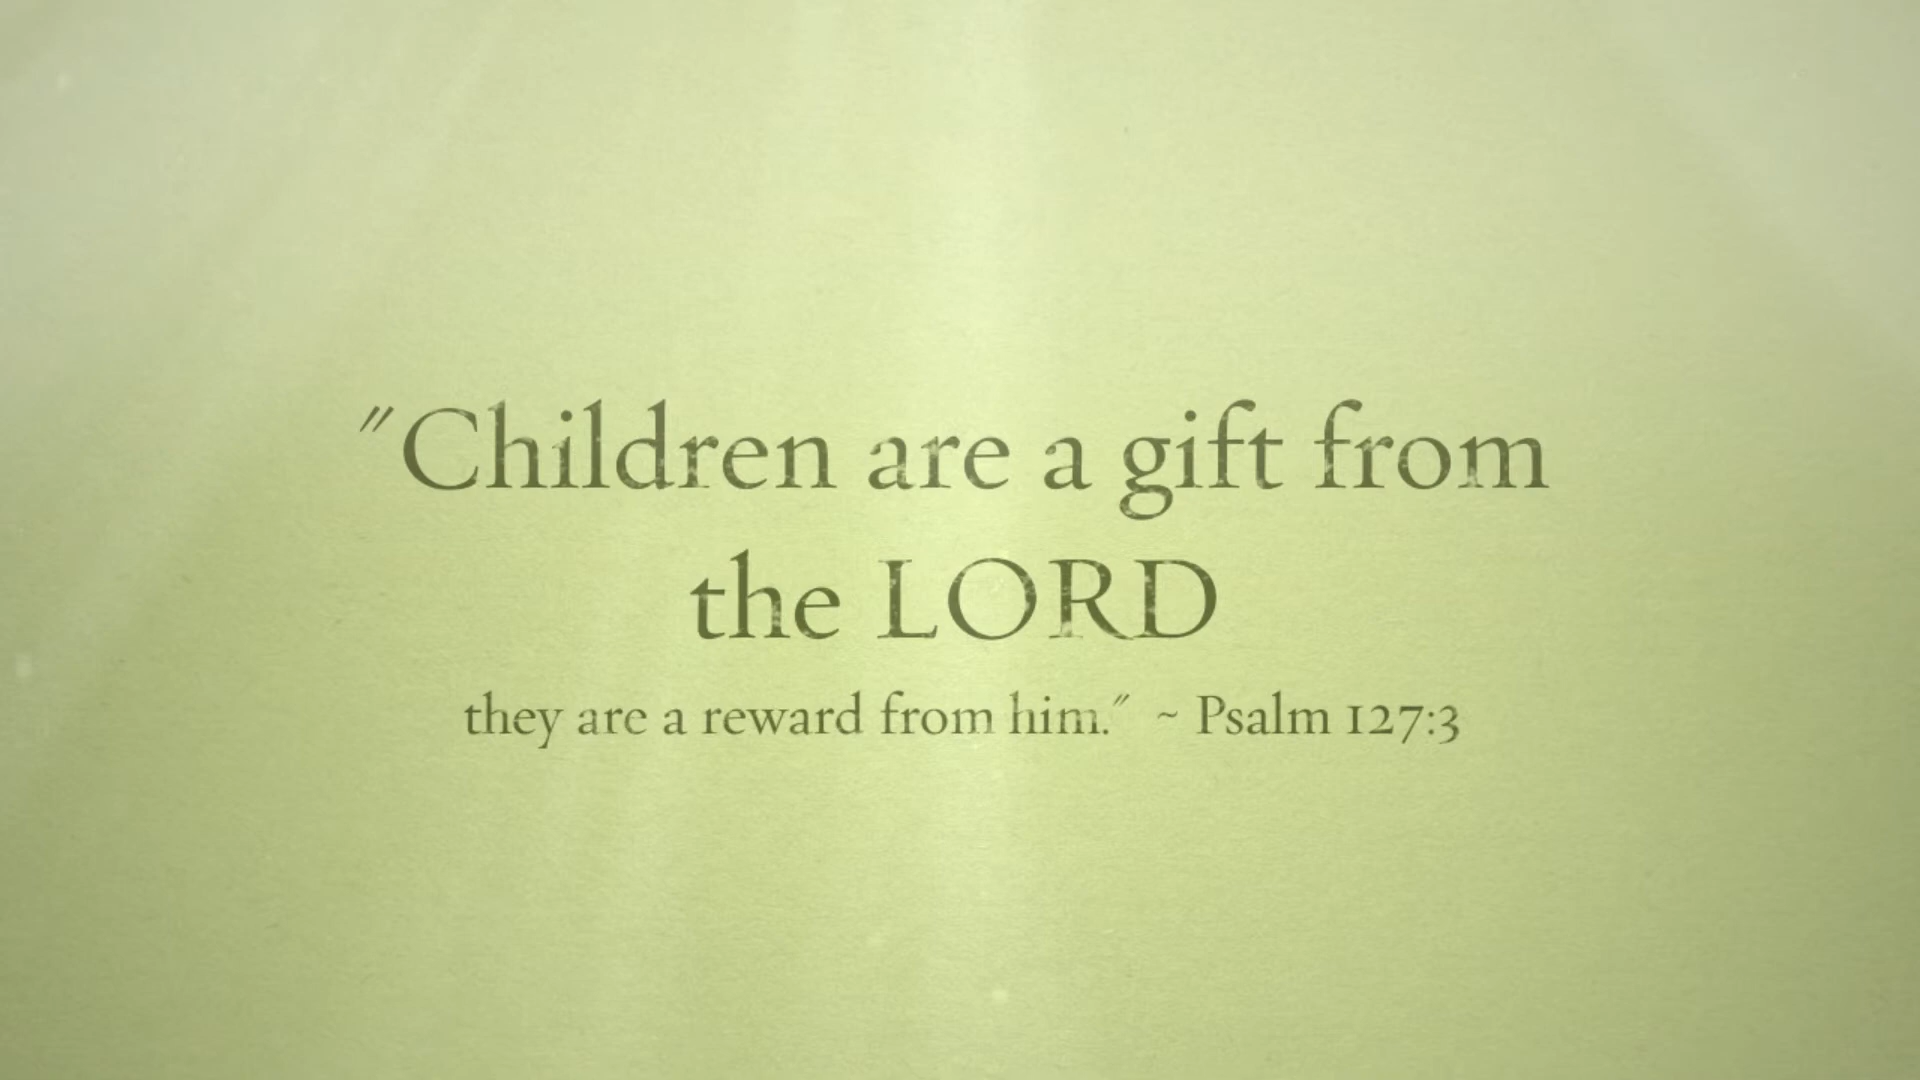 "Children are a gift from
the LORD
they are a reward from him." ~ Psalm 127:3